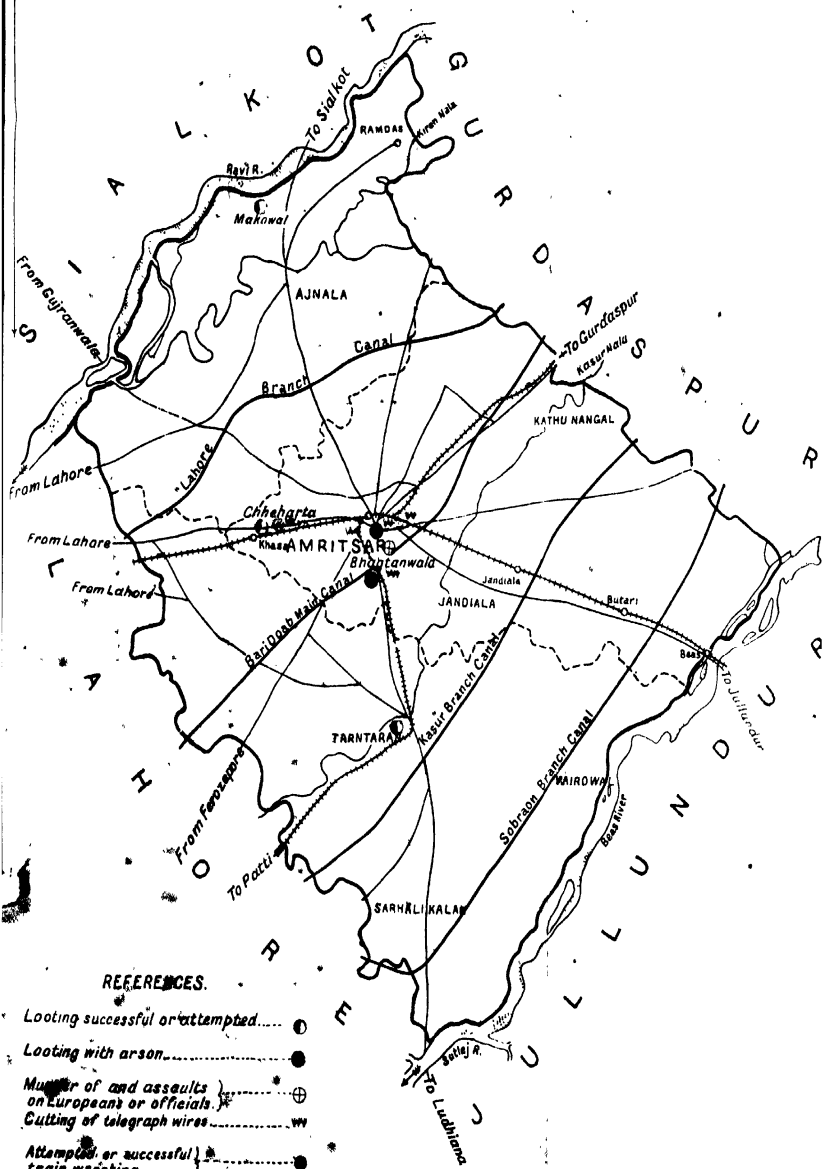 SIALKOT
GURDASPUR
To Sialkot
RAMDAS
Kiran Nala
Ravi R.
Makowal
From Gujranwala
AJNALA
To Gurdaspur
Kasur Nala
Branch Canal
KATHU NANGAL
Lahore
From Lahore
Chheharta
From Lahore
Khasa
AMRITSAR
Bhagtanwala
From Lahore
Jandiala
JANDIALA
Butari
Bari Doab Main Canal
Beas
To Jullundur
Kasur Branch Canal
TARNTARAN
Sobraon Branch Canal
VAIROWAL
From Ferozepore
Beas River
To Patti
SARHALI KALAN
LAHORE
JULLUNDUR
Sutlej R.
To Ludhiana
REFERENCES.
Looting successful or attempted.....
Looting with arson
Murder of and assaults
on Europeans or officials.
Cutting of telegraph wires
Attempted or successful
train wrecking